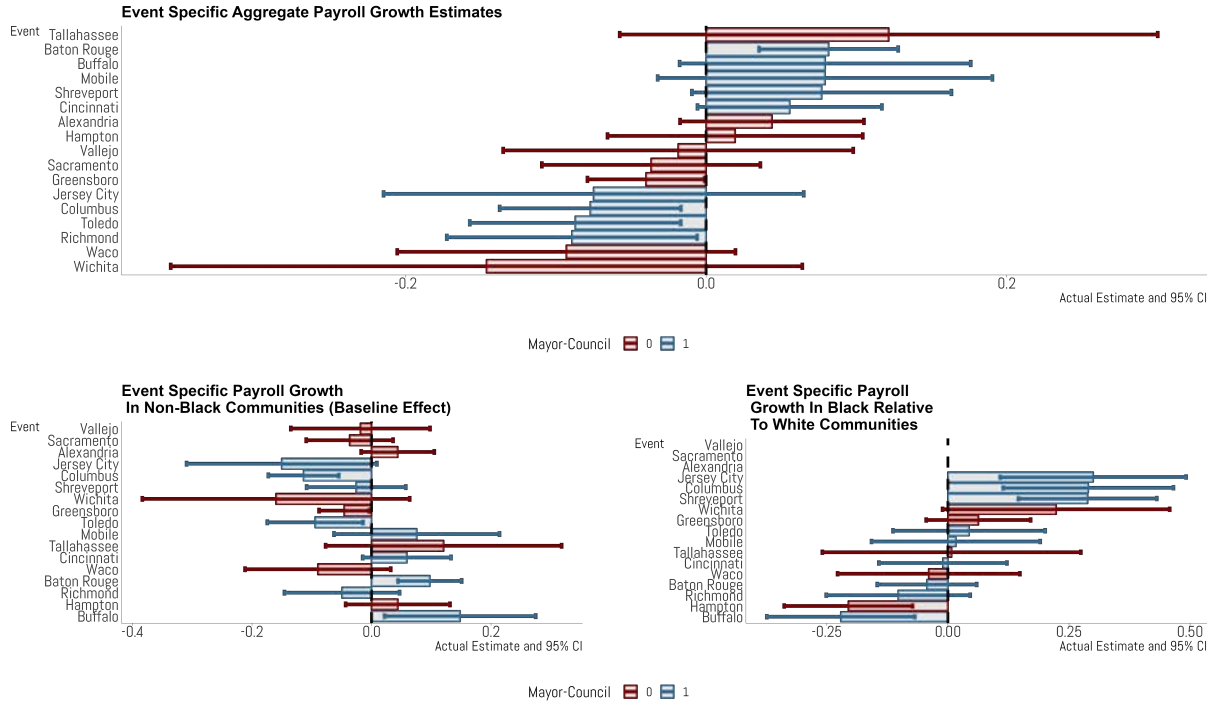 Event Specific Aggregate Payroll Growth Estimates
Event
Tallahassee
Baton Rouge
Buffalo
Mobile
Shreveport
Cincinnati
Alexandria
Hampton
Vallejo
Sacramento
Greensboro
Jersey City
Columbus
Toledo
Richmond
Waco
Wichita
-0.2 0.0 0.2
Actual Estimate and 95% CI
Mayor-Council 0 1
Event Specific Payroll Growth
In Non-Black Communities (Baseline Effect)
Event
Vallejo
Sacramento
Alexandria
Jersey City
Columbus
Shreveport
Wichita
Greensboro
Toledo
Mobile
Tallahassee
Cincinnati
Waco
Baton Rouge
Richmond
Hampton
Buffalo
-0.4 -0.2 0.0 0.2
Actual Estimate and 95% CI
Event Specific Payroll
Growth In Black Relative
To White Communities
Event
Vallejo
Sacramento
Alexandria
Jersey City
Columbus
Shreveport
Wichita
Greensboro
Toledo
Mobile
Tallahassee
Cincinnati
Waco
Baton Rouge
Richmond
Hampton
Buffalo
-0.25 0.00 0.25 0.50
Actual Estimate and 95% CI
Mayor-Council 0 1